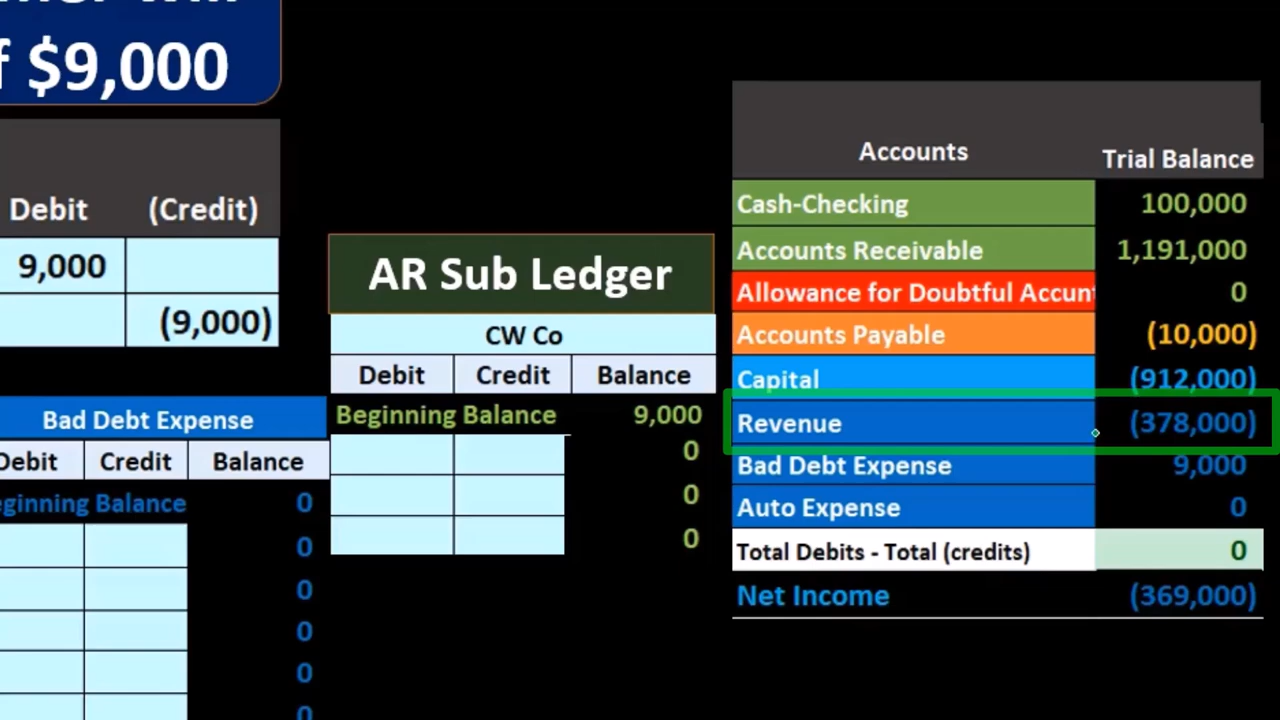 f $9,000
Debit (Credit)
9,000
(9,000)
Bad Debt Expense
Debit Credit Balance
eginning Balance 0
0
0
0
0
0
AR Sub Ledger
CW Co
Debit Credit Balance
Beginning Balance 9,000
0
0
0
Accounts Trial Balance
Cash-Checking 100,000
Accounts Receivable 1,191,000
Allowance for Doubtful Accun 0
Accounts Payable (10,000)
Capital (912,000)
Revenue (378,000)
Bad Debt Expense 9,000
Auto Expense 0
Total Debits - Total (credits) 0
Net Income (369,000)